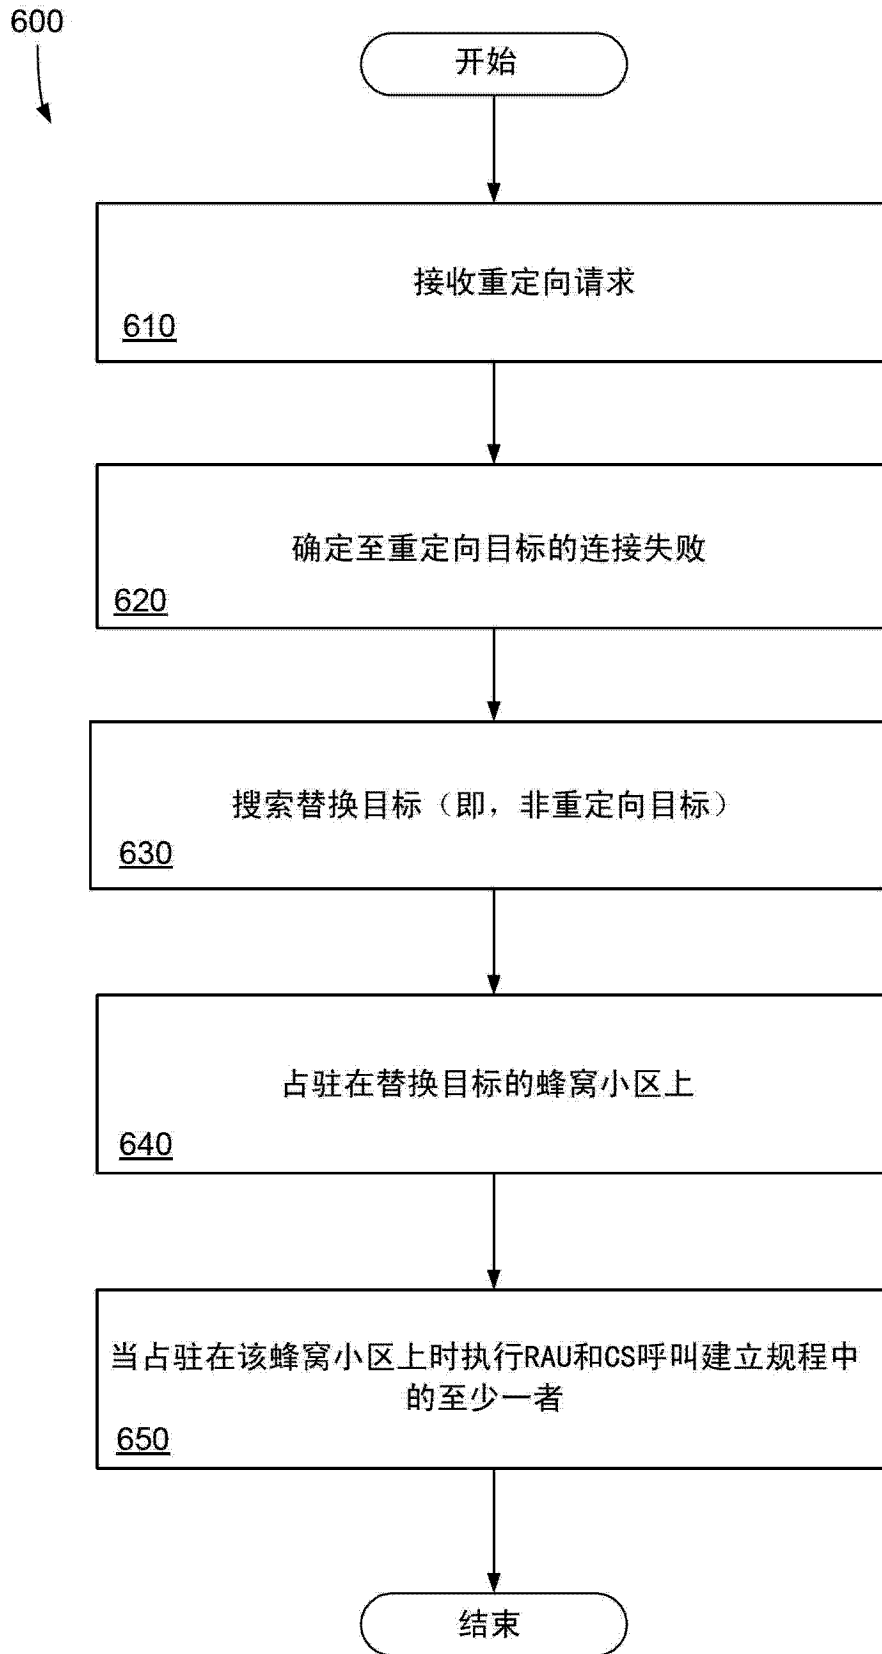 600
开始
接收重定向请求
610
确定至重定向目标的连接失败
620
搜索替换目标（即，非重定向目标）
630
占驻在替换目标的蜂窝小区上
640
当占驻在该蜂窝小区上时执行RAU和CS呼叫建立规程中
的至少一者
650
结束